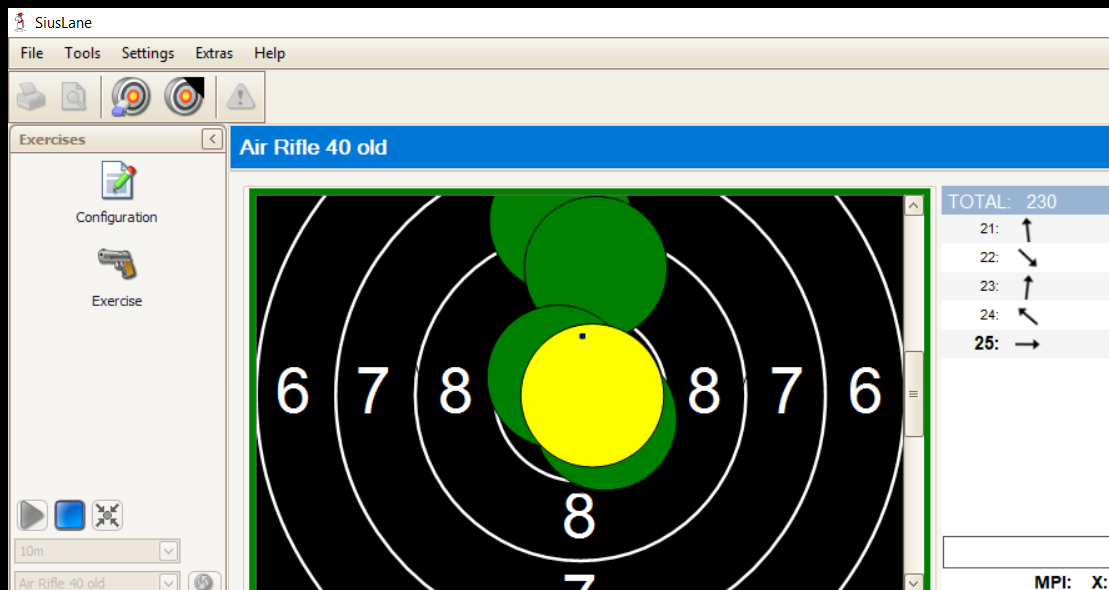 SiusLane
File Tools Settings Extras Help
Exercises
Air Rifle 40 old
Configuration
Exercise
10m
Air Rifle 40 old
6 7 8 8 7 6
8
7
TOTAL: 230
21:
22:
23:
24:
25:
MPI: X: